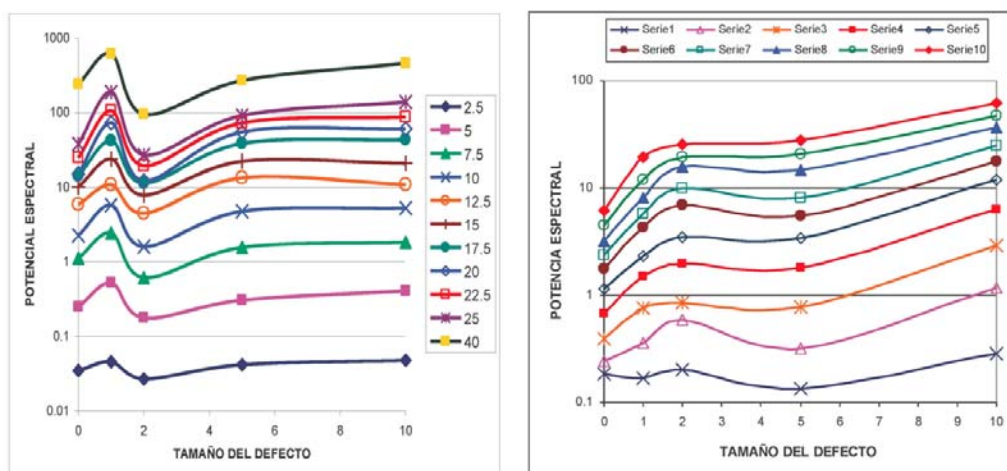 POTENCIAL ESPECTRAL
1000
100
10
1
0.1
0.01
0 2 4 6 8 10
TAMAÑO DEL DEFECTO
2.5
5
7.5
10
12.5
15
17.5
20
22.5
25
40
Serie1 Serie2 Serie3 Serie4 Serie5
Serie6 Serie7 Serie8 Serie9 Serie10
POTENCIA ESPECTRAL
100
10
1
0.1
0 1 2 3 4 5 6 7 8 9 10
TAMAÑO DEL DEFECTO